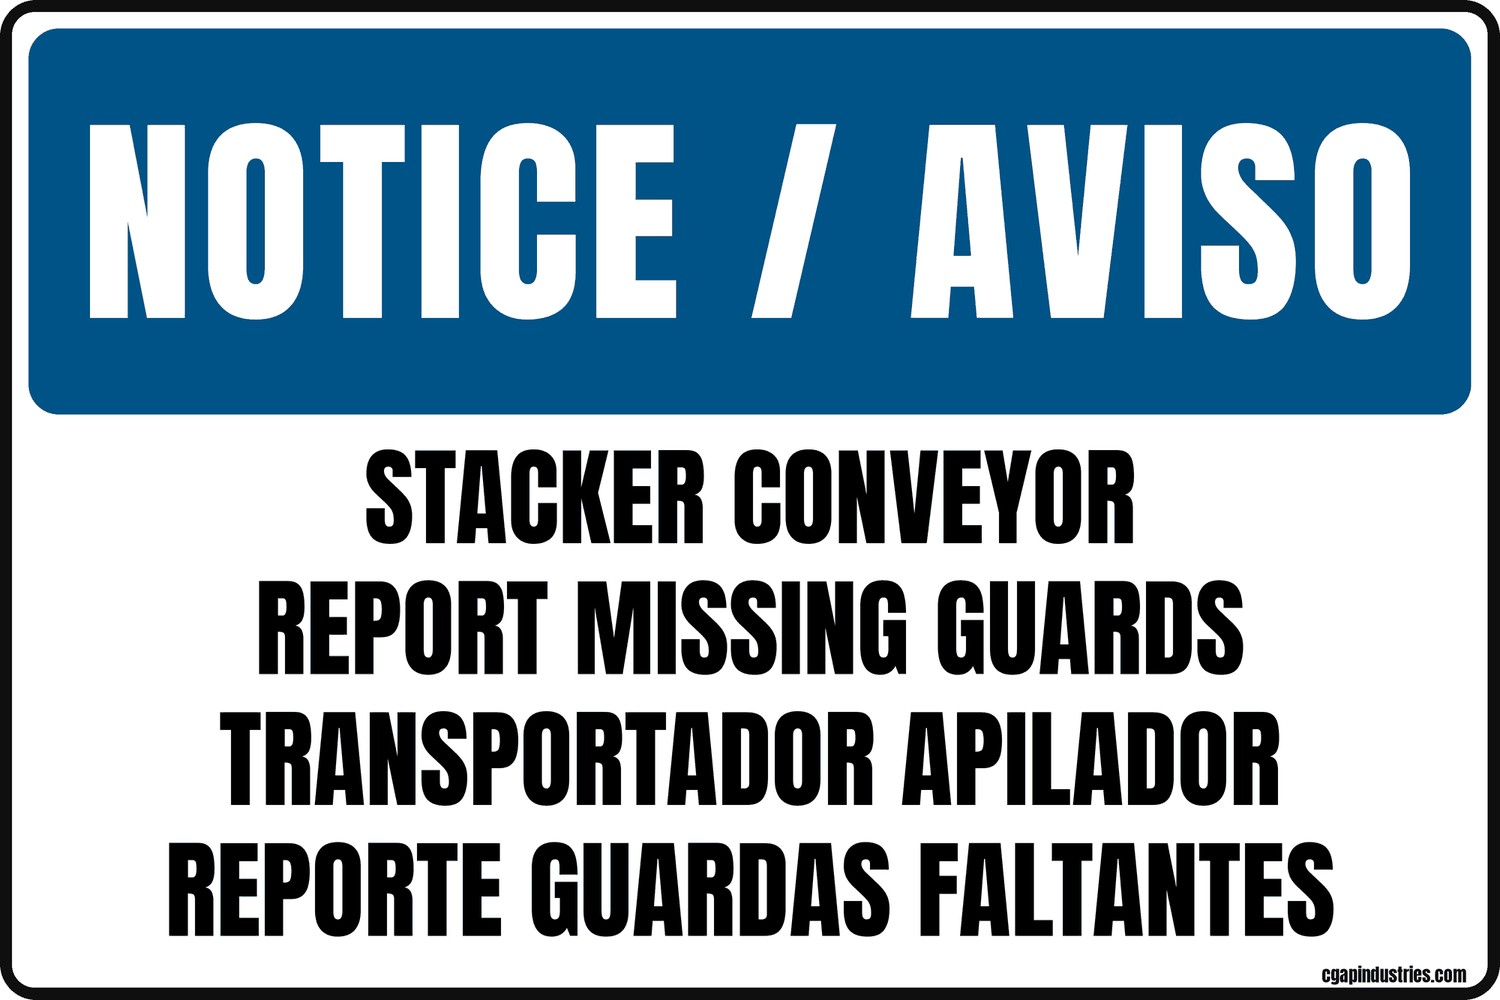 NOTICE / AVISO
STACKER CONVEYOR
REPORT MISSING GUARDS
TRANSPORTADOR APILADOR
REPORTE GUARDAS FALTANTES
cgapindustries.com